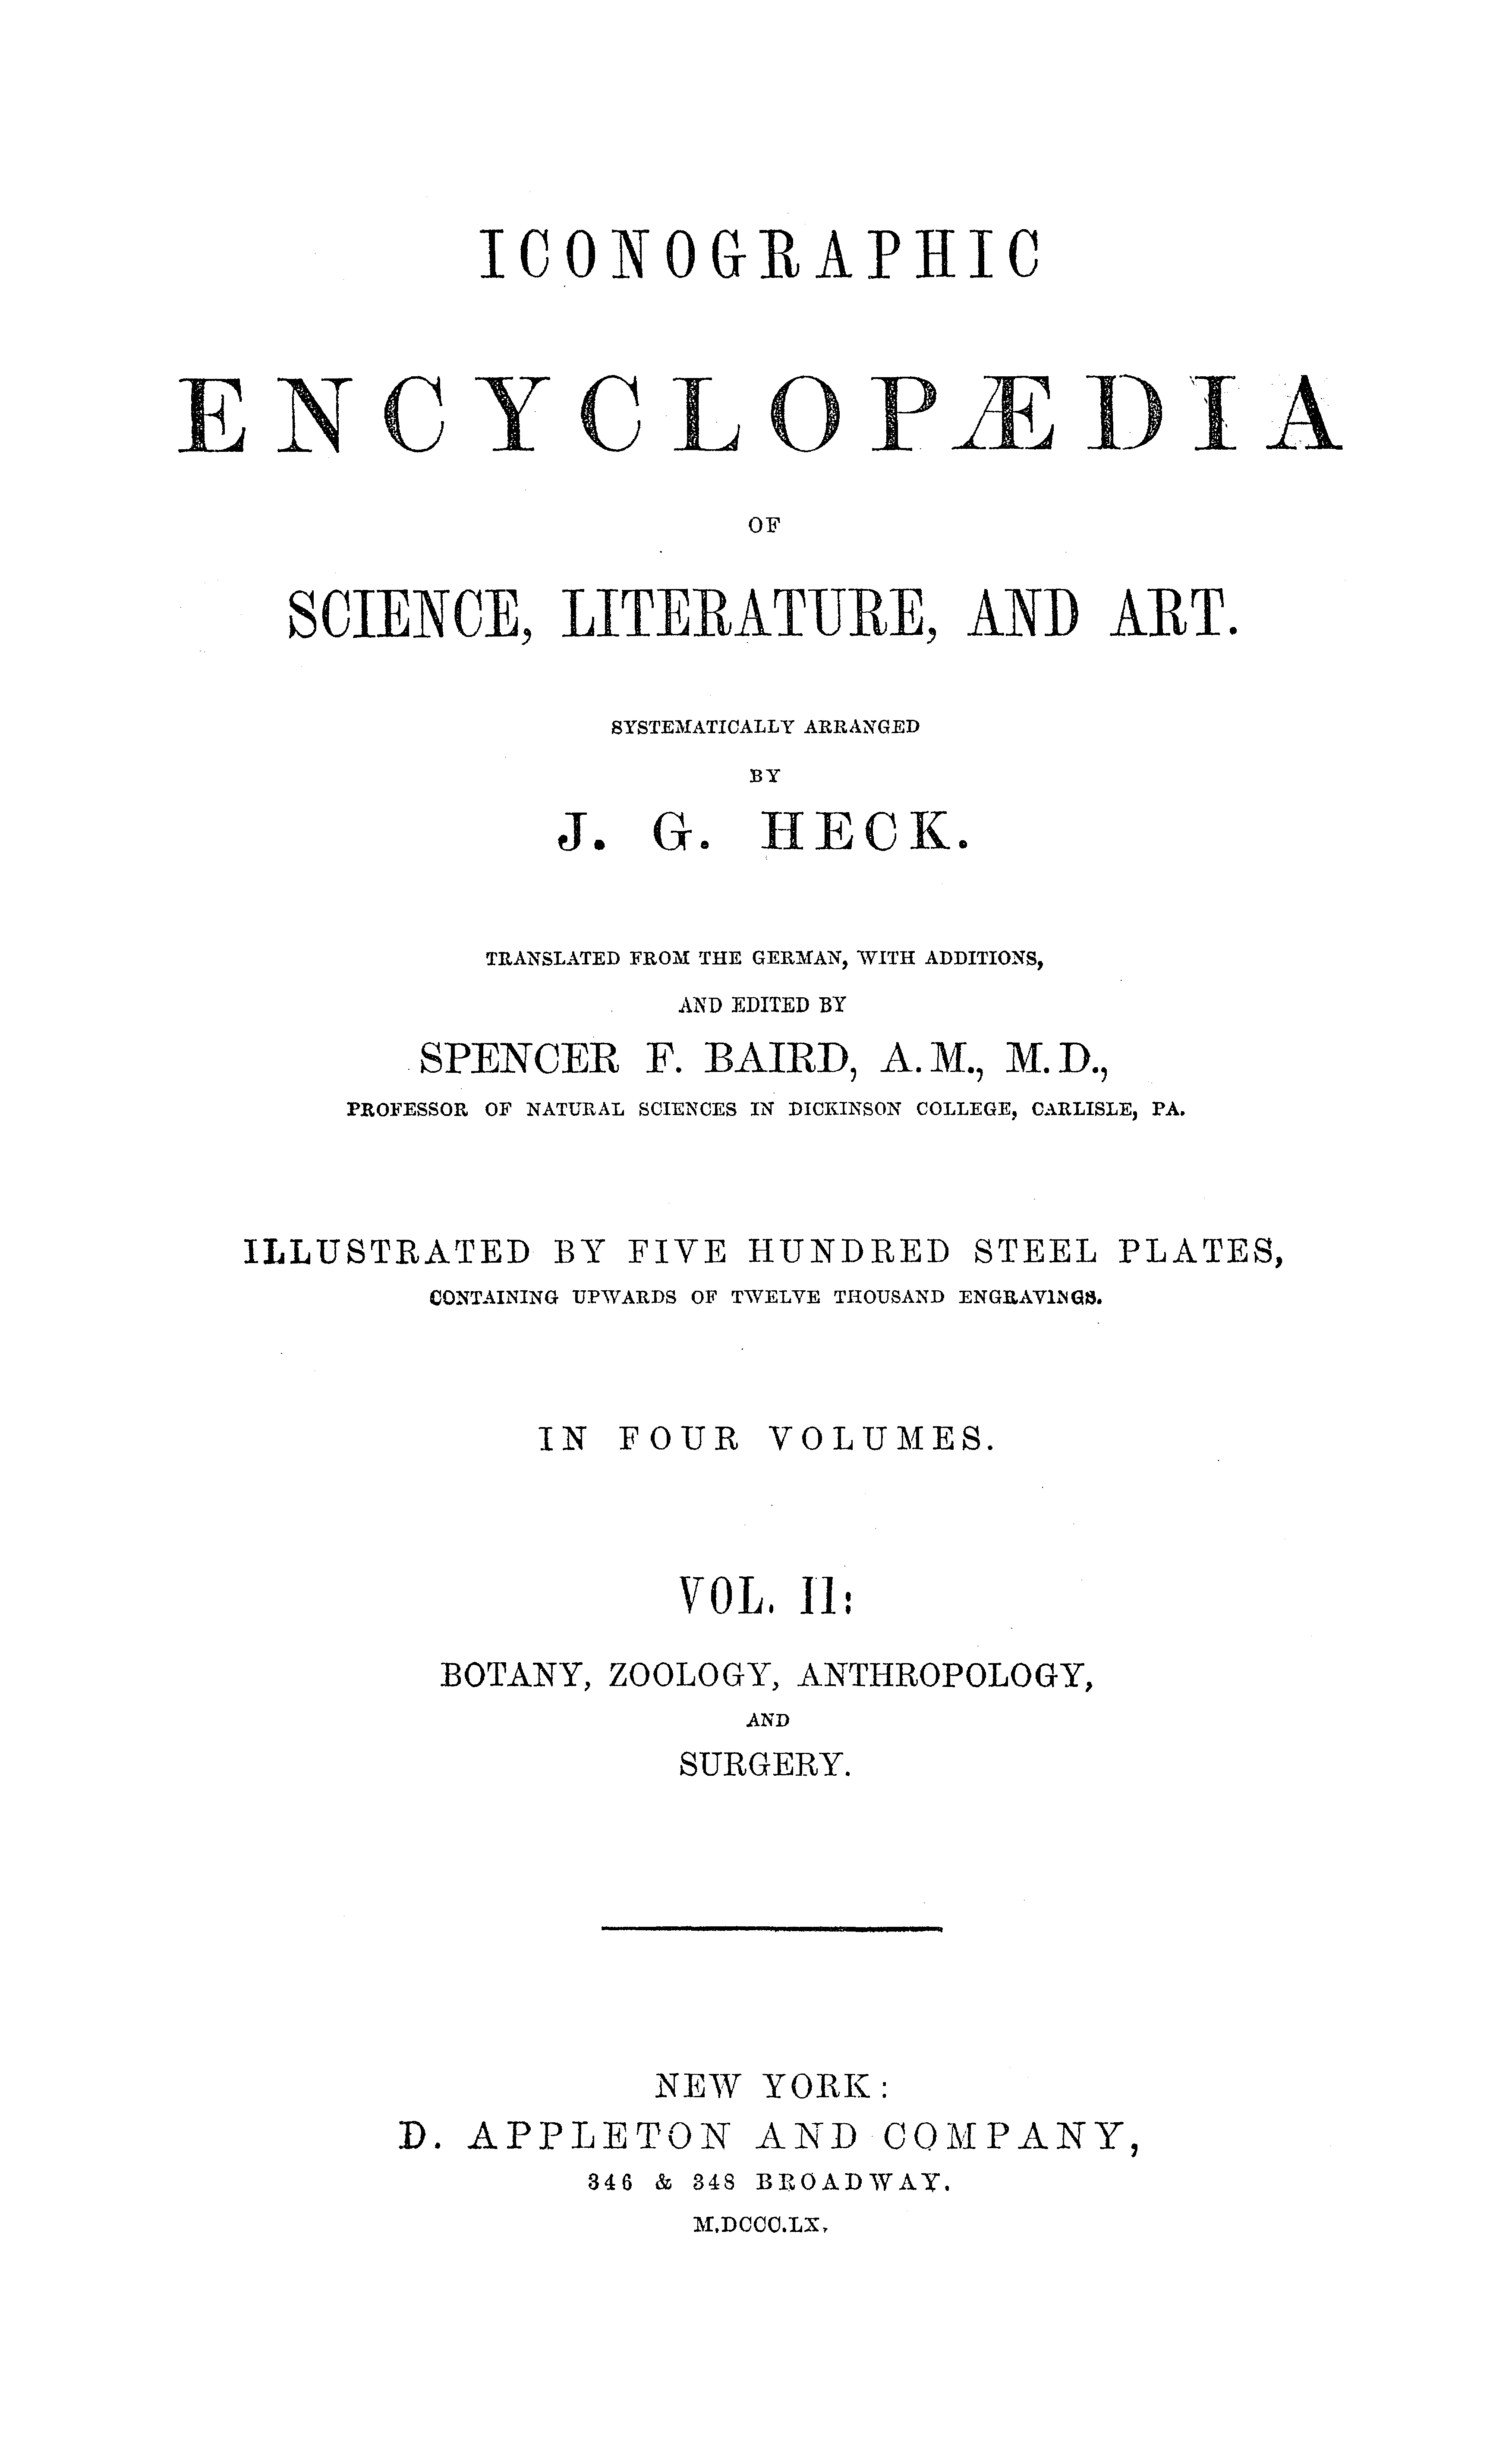 ICONOGRAPHIC
ENCYCLOPÆDIA
OF
SCIENCE, LITERATURE, AND ART.
SYSTEMATICALLY ARRANGED
BY
J. G. HECK.
TRANSLATED FROM THE GERMAN, WITH ADDITIONS,
AND EDITED BY
SPENCER F. BAIRD, A.M., M.D.,
PROFESSOR OF NATURAL SCIENCES IN DICKINSON COLLEGE, CARLISLE, PA.
ILLUSTRATED BY FIVE HUNDRED STEEL PLATES,
CONTAINING UPWARDS OF TWELVE THOUSAND ENGRAVINGS.
IN FOUR VOLUMES.
VOL. II:
BOTANY, ZOOLOGY, ANTHROPOLOGY,
AND
SURGERY.
NEW YORK:
D. APPLETON AND COMPANY,
346 & 348 BROADWAY.
M.DCCC.LX.